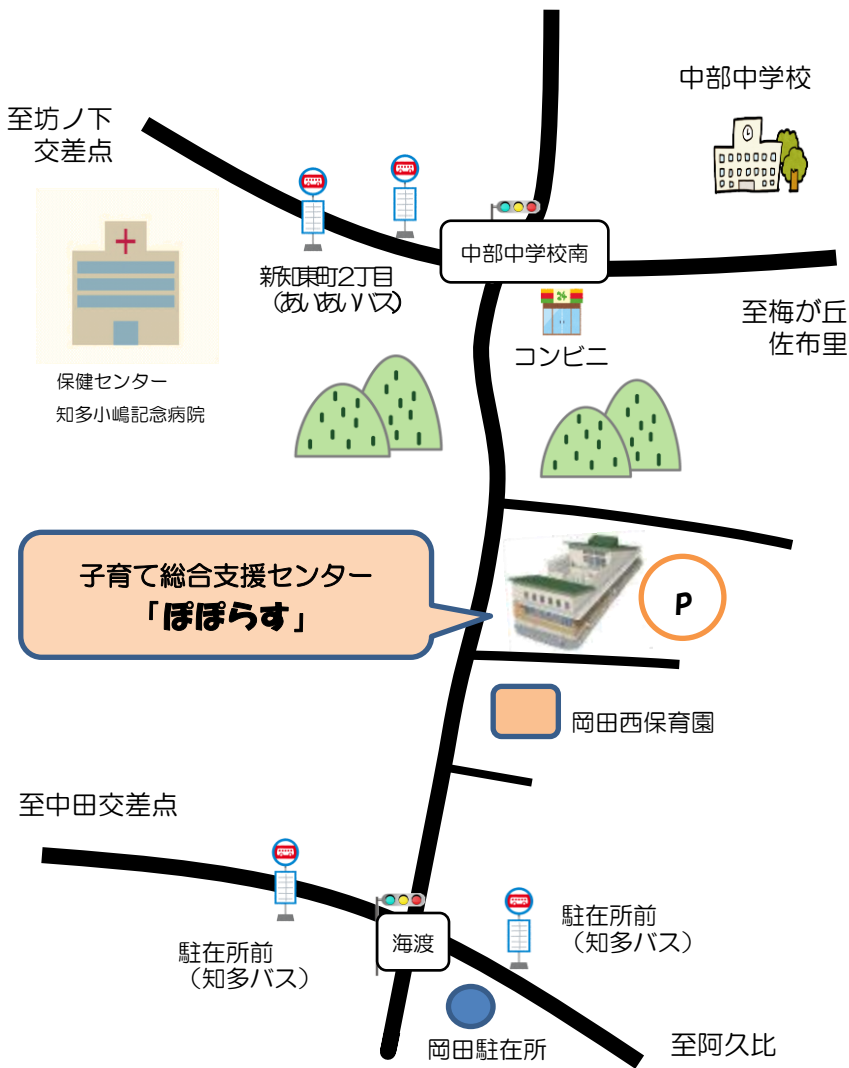 中部中学校
至坊ノ下
交差点
中部中学校南
新知東町2丁目
（あいあいバス）
至梅が丘
佐布里
コンビニ
保健センター
知多小嶋記念病院
子育て総合支援センター
「ぽぽらす」
P
岡田西保育園
至中田交差点
駐在所前
（知多バス）
海渡
駐在所前
（知多バス）
岡田駐在所
至阿久比